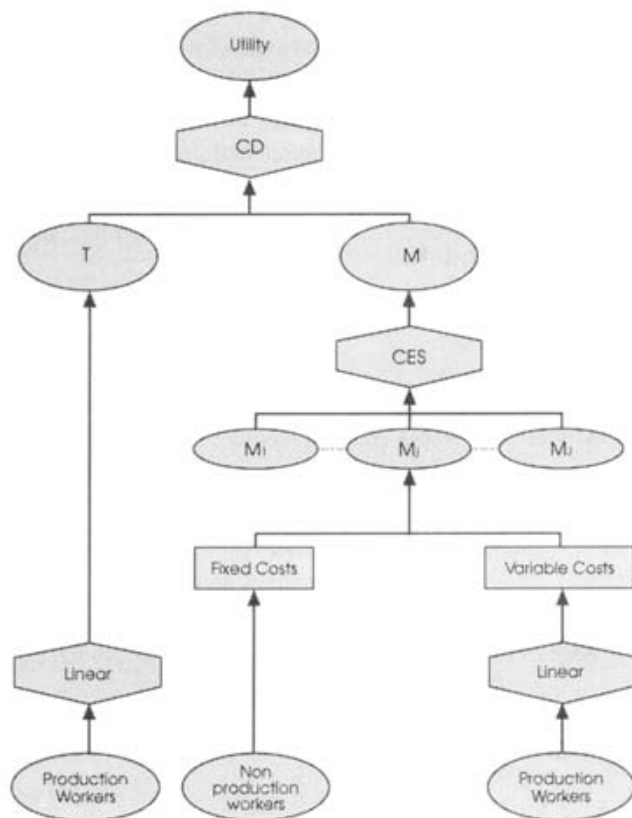 Utility
CD
T
M
CES
M1
Mj
MJ
Fixed Costs
Variable Costs
Linear
Linear
Production
Workers
Non
production
workers
Production
Workers